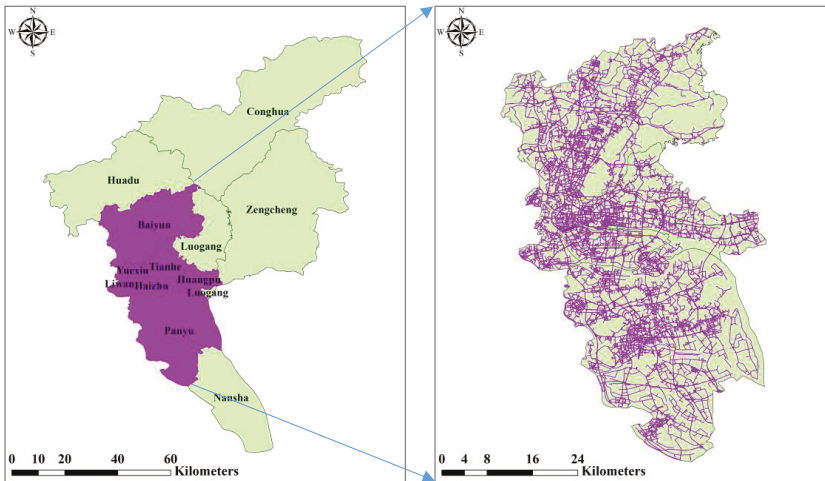 N
W E
S
Conghua
Huadu
Zengcheng
Baiyun
Luogang
Yuexiu Tianhe
Huangpu
Liwan Haizhu
Luogang
Panyu
Nansha
0 10 20 40 60
Kilometers
N
W E
S
0 4 8 16 24
Kilometers